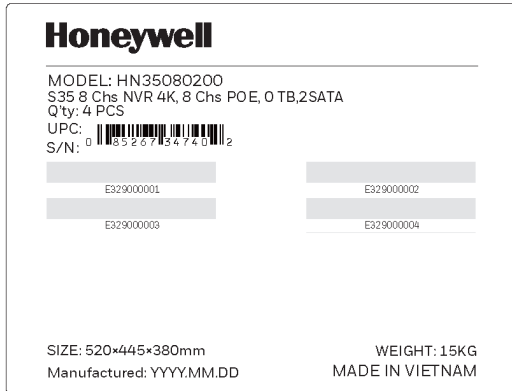 Honeywell
MODEL: HN35080200
S35 8 Chs NVR 4K, 8 Chs POE, 0 TB,2SATA
Q'ty: 4 PCS
UPC:
0 85267 34740 2
S/N:
E329000001 E329000002
E329000003 E329000004
SIZE: 520×445×380mm WEIGHT: 15KG
Manufactured: YYYY.MM.DD MADE IN VIETNAM